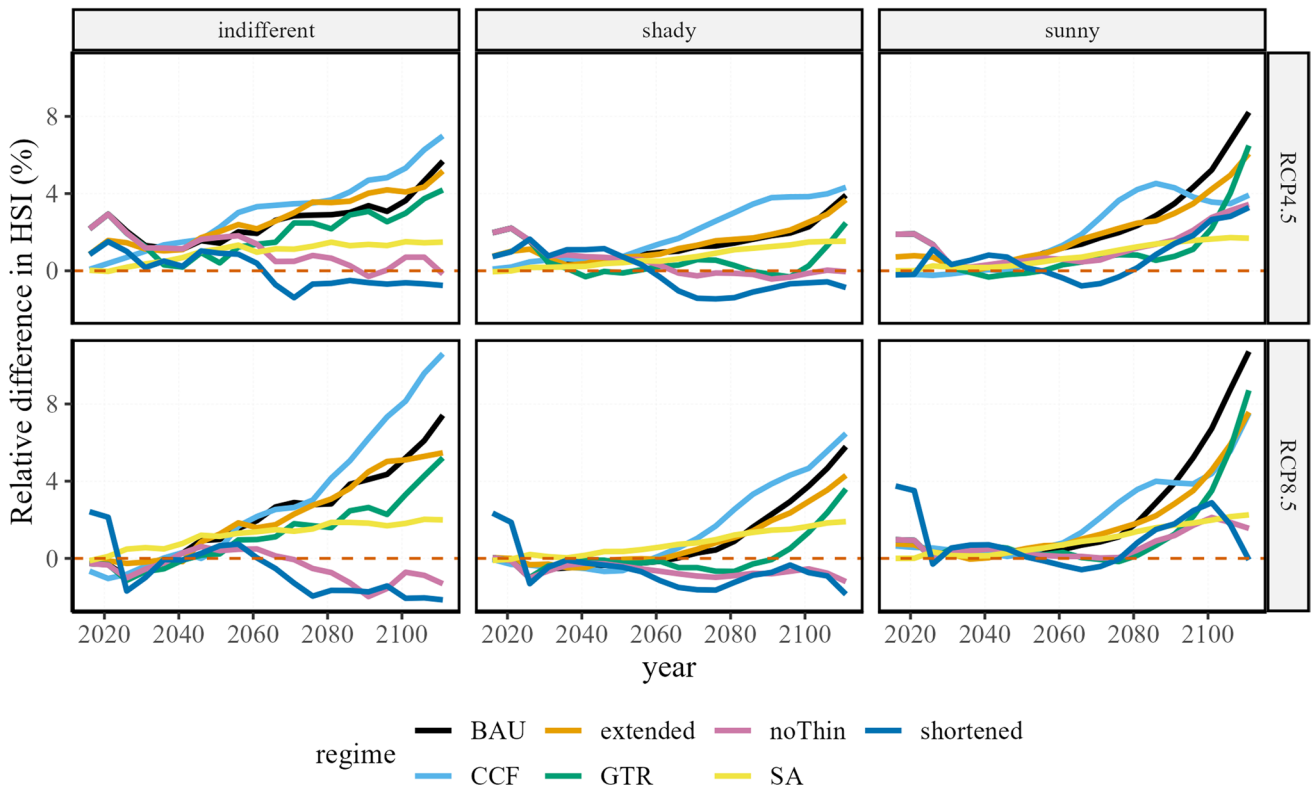 indifferent shady sunny
Relative difference in HSI (%)
8
4
0
RCP4.5
8
4
0
RCP8.5
2020 2040 2060 2080 2100 2020 2040 2060 2080 2100 2020 2040 2060 2080 2100
year
regime
BAU extended noThin shortened
CCF GTR SA